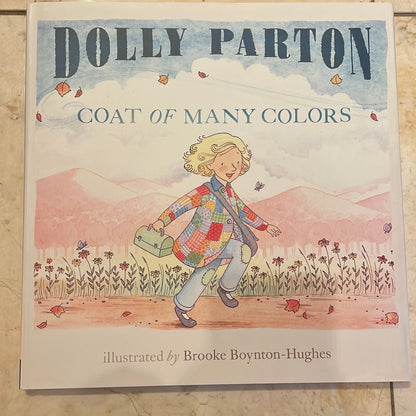 DOLLY PARTON
COAT OF MANY COLORS
illustrated by Brooke Boynton-Hughes